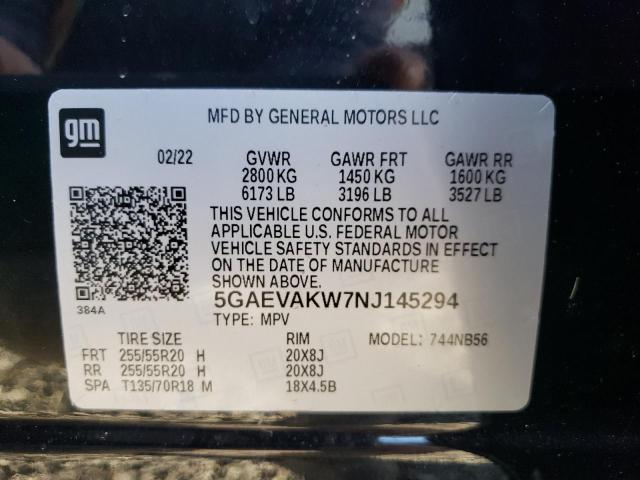 gm
MFD BY GENERAL MOTORS LLC
02/22 GVWR GAWR FRT GAWR RR
2800 KG 1450 KG 1600 KG
6173 LB 3196 LB 3527 LB
THIS VEHICLE CONFORMS TO ALL
APPLICABLE U.S. FEDERAL MOTOR
VEHICLE SAFETY STANDARDS IN EFFECT
ON THE DATE OF MANUFACTURE
SHOWN ABOVE.
384A
5GAEVAKW7NJ145294
TYPE: MPV
TIRE SIZE RIM MODEL: 744NB56
FRT 255/55R20 H 20X8J
RR 255/55R20 H 20X8J
SPA T135/70R18 M 18X4.5B